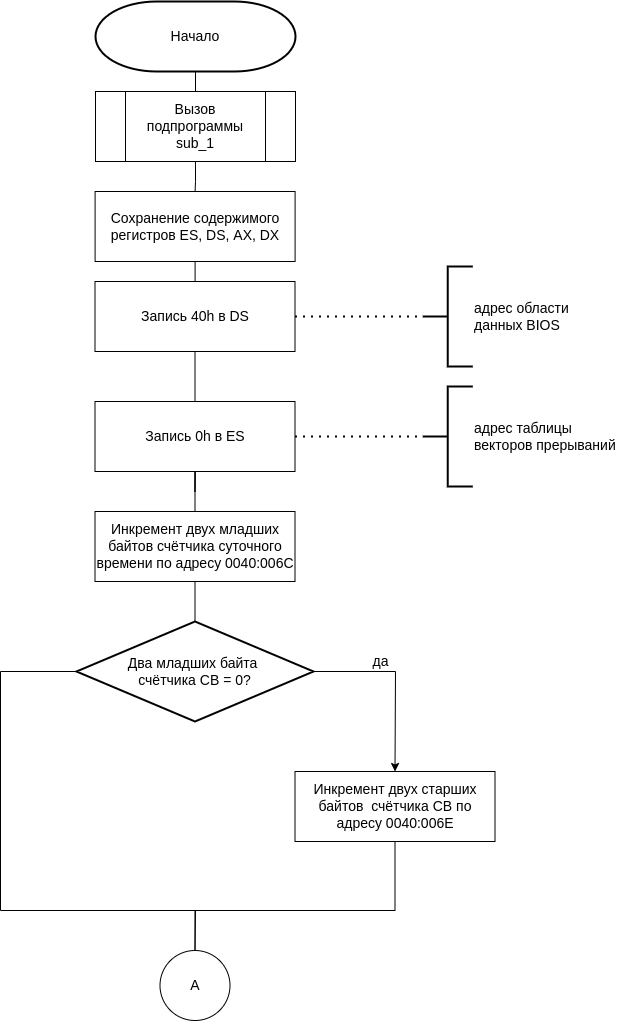 Начало
Вызов
подпрограммы
sub_1
Сохранение содержимого
регистров ES, DS, AX, DX
Запись 40h в DS
адрес области
данных BIOS
Запись 0h в ES
адрес таблицы
векторов прерываний
Инкремент двух младших
байтов счётчика суточного
времени по адресу 0040:006C
Два младших байта
счётчика СВ = 0?
да
Инкремент двух старших
байтов счётчика СВ по
адресу 0040:006E
A